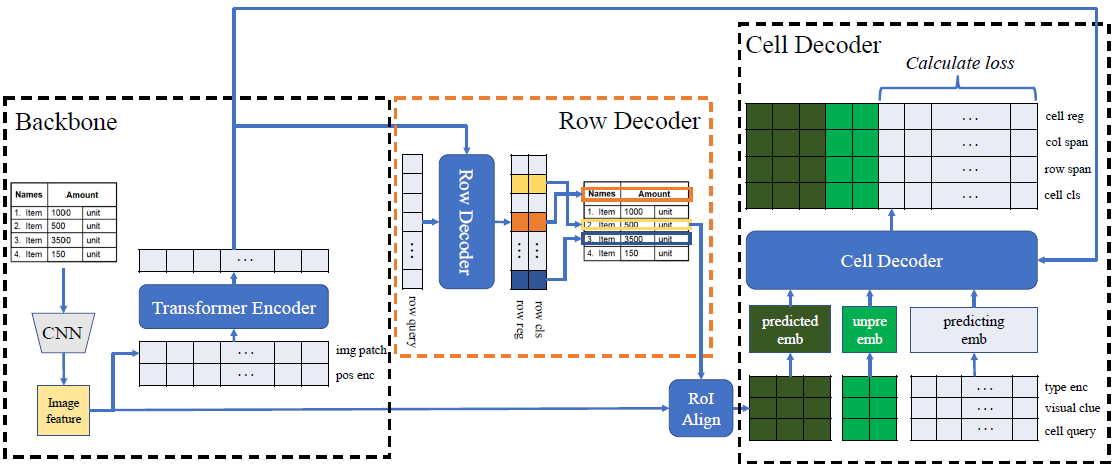 Backbone
Names Amount
1. Item 1000 unit
2. Item 500 unit
3. Item 3500 unit
4. Item 150 unit
CNN
Image
feature
...
Transformer Encoder
... img patch
... pos enc
Row Decoder
row query
...
Row Decoder
row reg
row cls
...
Names Amount
1. Item 1000 unit
2. Item 500 unit
3. Item 3500 unit
4. Item 150 unit
RoI
Align
Cell Decoder
Calculate loss
... cell reg
col span
... row span
cell cls
Cell Decoder
predicted
emb
unpre
emb
predicting
emb
... type enc
... visual clue
... cell query